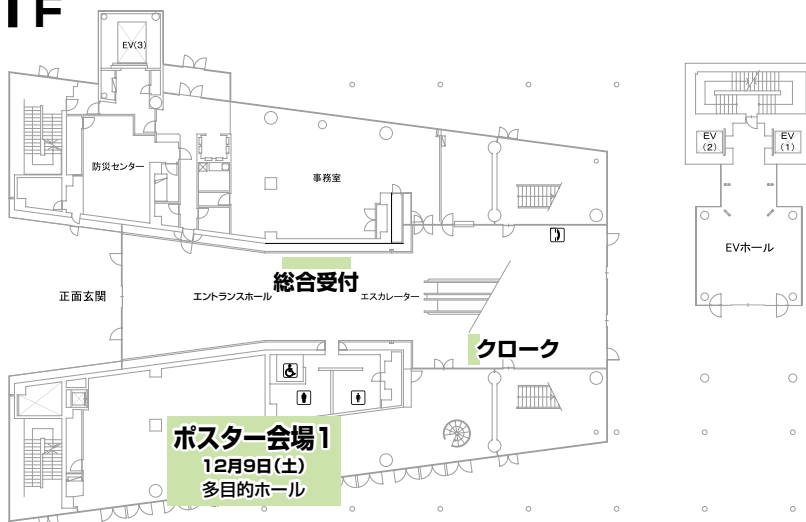 1F
EV(3)
防災センター
事務室
EV
(2)
EV
(1)
EVホール
総合受付
正面玄関
エントランスホール
エスカレーター
クローク
ポスター会場1
12月9日(土)
多目的ホール